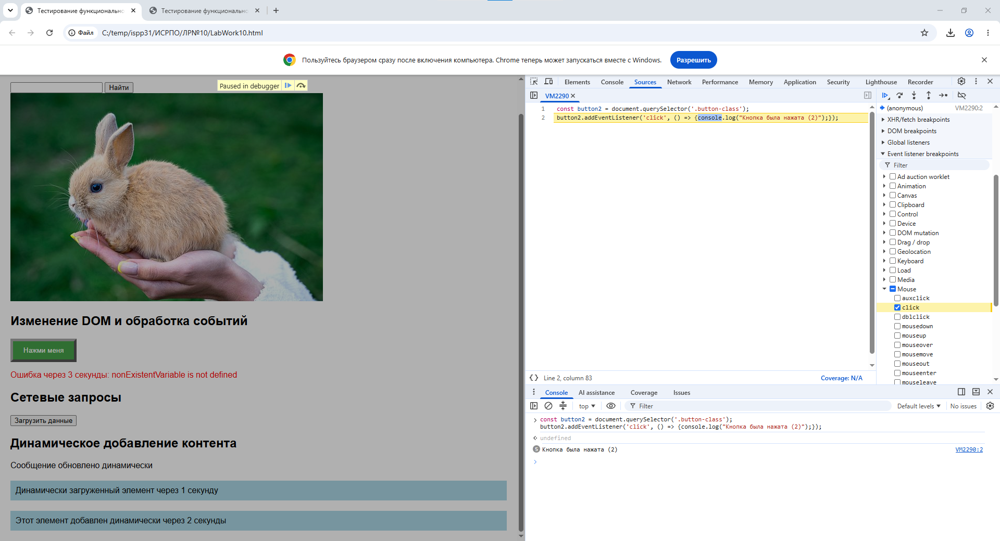 Тестирование функционально
Тестирование функционально
Файл
C:/temp/ispp31/ИСРПО/ЛР№10/LabWork10.html
Пользуйтесь браузером сразу после включения компьютера. Chrome теперь может запускаться вместе с Windows.
Разрешить
Найти
Paused in debugger
Изменение DOM и обработка событий
Нажми меня
Ошибка через 3 секунды: nonExistentVariable is not defined
Сетевые запросы
Загрузить данные
Динамическое добавление контента
Сообщение обновлено динамически
Динамически загруженный элемент через 1 секунду
Этот элемент добавлен динамически через 2 секунды
Elements Console Sources Network Performance Memory Application Security Lighthouse Recorder
VM2290
1 const button2 = document.querySelector('.button-class');
2 button2.addEventListener('click', () => {console.log("Кнопка была нажата (2)");});
Line 2, column 83
Coverage: N/A
(anonymous) VM2290:2
XHR/fetch breakpoints
DOM breakpoints
Global listeners
Event listener breakpoints
Filter
Ad auction worklet
Animation
Canvas
Clipboard
Control
Device
DOM mutation
Drag / drop
Geolocation
Keyboard
Load
Media
Mouse
auxclick
click
dblclick
mousedown
mouseup
mouseover
mousemove
mouseout
mouseenter
mouseleave
Console AI assistance Coverage Issues
top Filter Default levels No issues
const button2 = document.querySelector('.button-class');
button2.addEventListener('click', () => {console.log("Кнопка была нажата (2)");});
undefined
5 Кнопка была нажата (2) VM2290:2